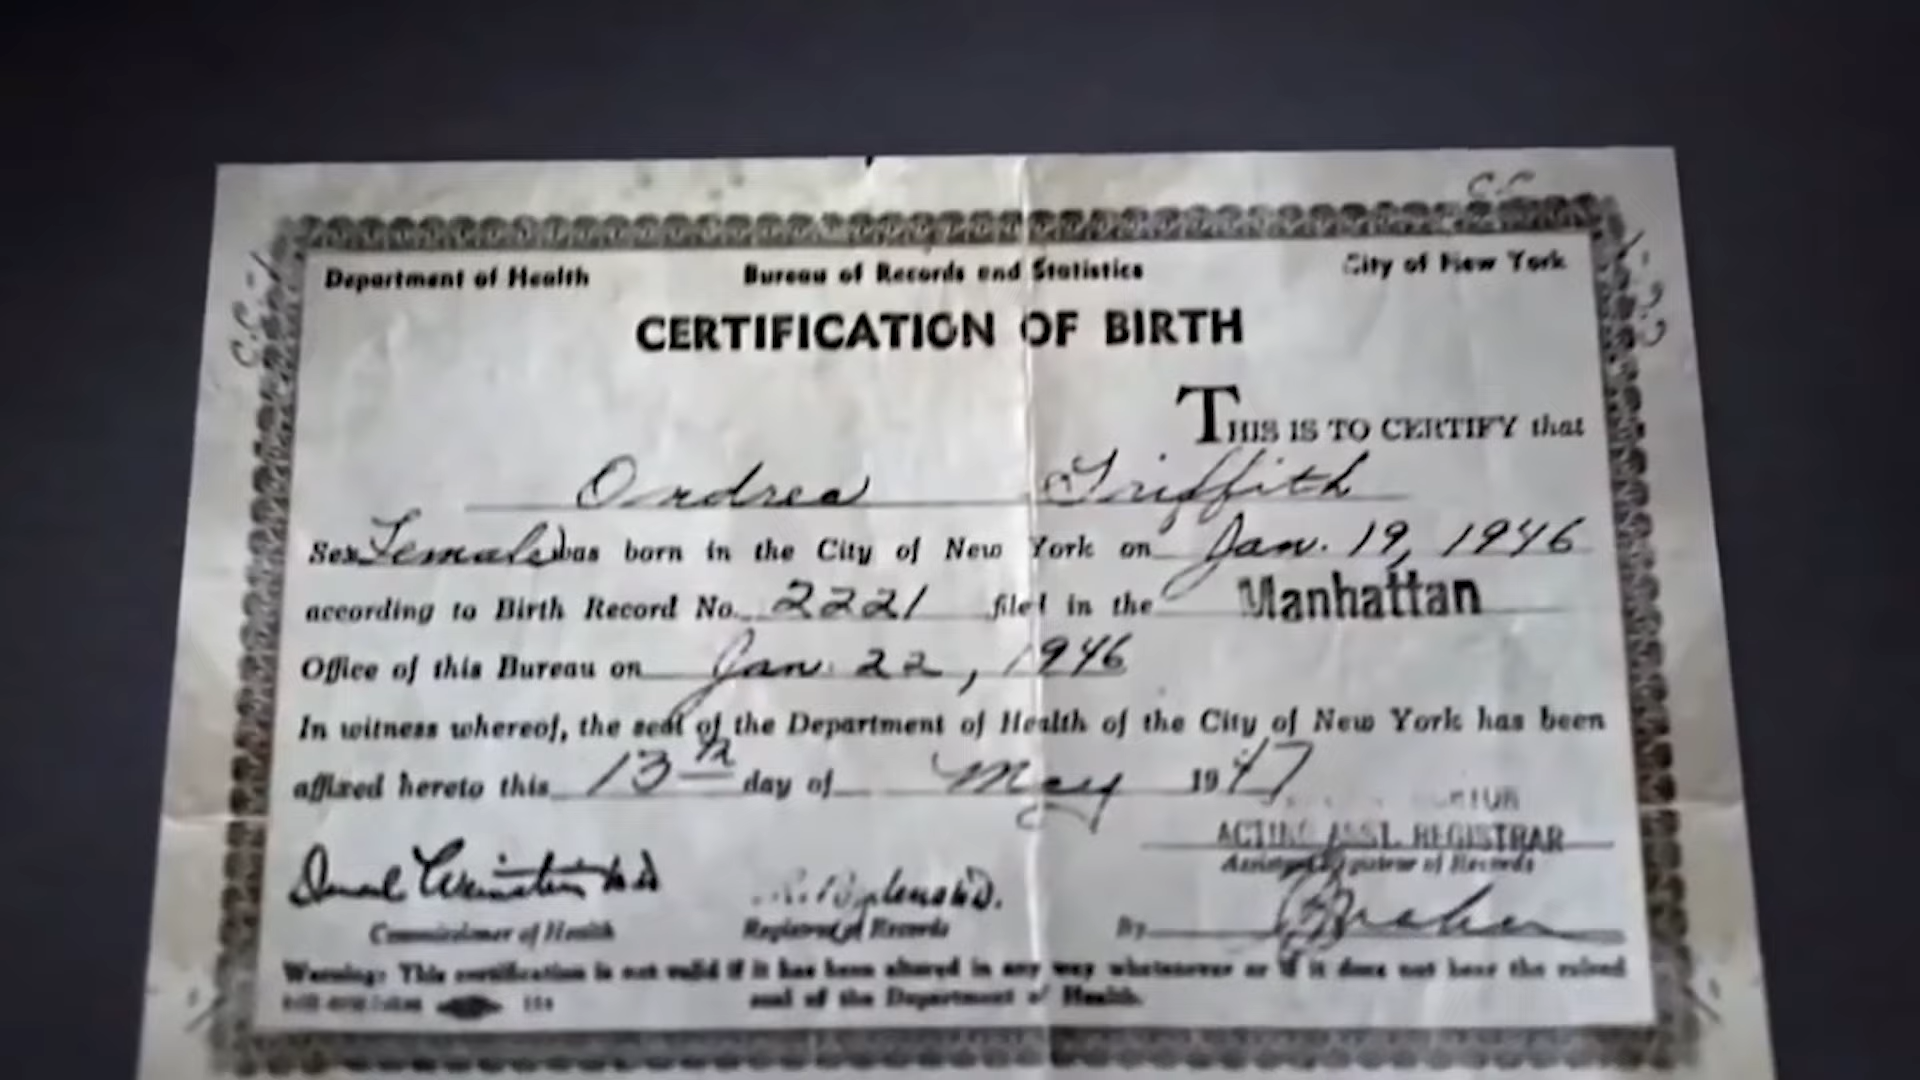 Department of Health Bureau of Records and Statistics City of New York
CERTIFICATION OF BIRTH
THIS IS TO CERTIFY that
Andrea Griffith
Sex Female was born in the City of New York on Jan. 19, 1946
according to Birth Record No. 2221 filed in the Manhattan
Office of this Bureau on Jan. 22, 1946
In witness whereof, the seal of the Department of Health of the City of New York has been
affixed hereto this 13th day of May 1947
ACTING ASST. REGISTRAR
Assistant Registrar of Records
Commissioner of Health Registrar of Records By
Warning: This certification is not valid if it has been altered in any way whatsoever or if it does not bear the raised
seal of the Department of Health.